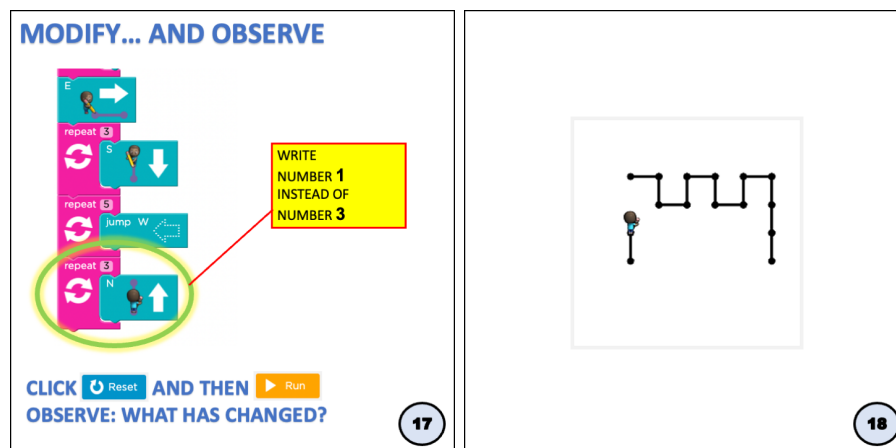 MODIFY... AND OBSERVE
E
repeat 3
S
repeat 5
jump W
repeat 3
N
WRITE
NUMBER 1
INSTEAD OF
NUMBER 3
CLICK Reset AND THEN Run
OBSERVE: WHAT HAS CHANGED?
17
18